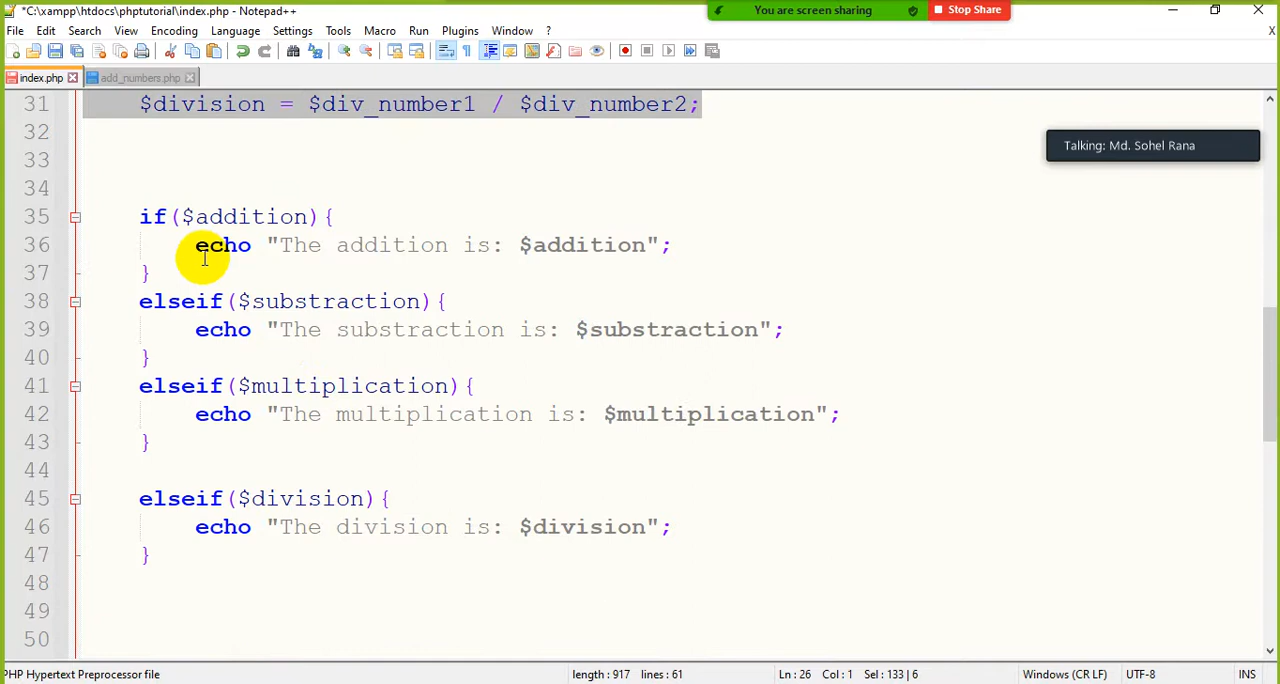 *C:\xampp\htdocs\phptutorial\index.php - Notepad++
You are screen sharing
Stop Share
File Edit Search View Encoding Language Settings Tools Macro Run Plugins Window ? X
index.php add_numbers.php
31 $division = $div_number1 / $div_number2;
32
Talking: Md. Sohel Rana
33
34
35 if($addition){
36 echo "The addition is: $addition";
37 }
38 elseif($substraction){
39 echo "The substraction is: $substraction";
40 }
41 elseif($multiplication){
42 echo "The multiplication is: $multiplication";
43 }
44
45 elseif($division){
46 echo "The division is: $division";
47 }
48
49
50
PHP Hypertext Preprocessor file length : 917 lines : 61 Ln : 26 Col : 1 Sel : 133 | 6 Windows (CR LF) UTF-8 INS